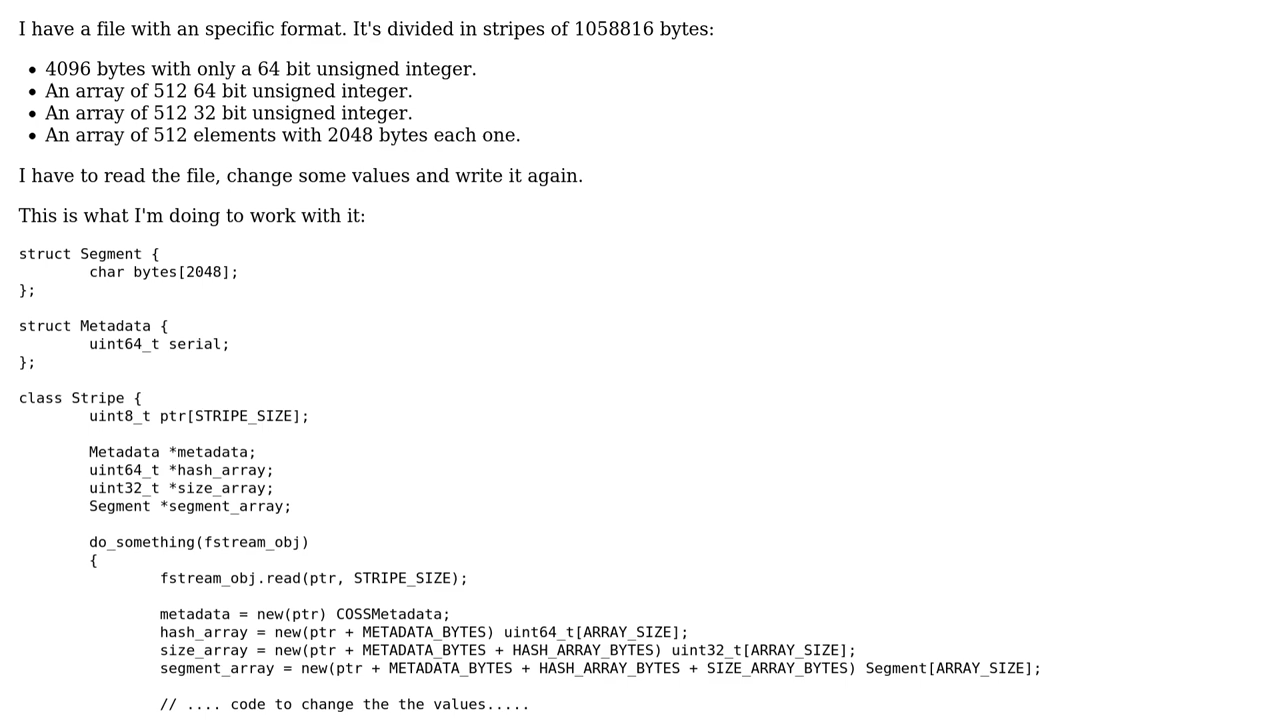 I have a file with an specific format. It's divided in stripes of 1058816 bytes:
• 4096 bytes with only a 64 bit unsigned integer.
• An array of 512 64 bit unsigned integer.
• An array of 512 32 bit unsigned integer.
• An array of 512 elements with 2048 bytes each one.
I have to read the file, change some values and write it again.
This is what I'm doing to work with it:
struct Segment {
        char bytes[2048];
};
struct Metadata {
        uint64_t serial;
};
class Stripe {
        uint8_t ptr[STRIPE_SIZE];
        Metadata *metadata;
        uint64_t *hash_array;
        uint32_t *size_array;
        Segment *segment_array;
        do_something(fstream_obj)
        {
                fstream_obj.read(ptr, STRIPE_SIZE);
                metadata = new(ptr) COSSMetadata;
                hash_array = new(ptr + METADATA_BYTES) uint64_t[ARRAY_SIZE];
                size_array = new(ptr + METADATA_BYTES + HASH_ARRAY_BYTES) uint32_t[ARRAY_SIZE];
                segment_array = new(ptr + METADATA_BYTES + HASH_ARRAY_BYTES + SIZE_ARRAY_BYTES) Segment[ARRAY_SIZE];
                // .... code to change the the values.....